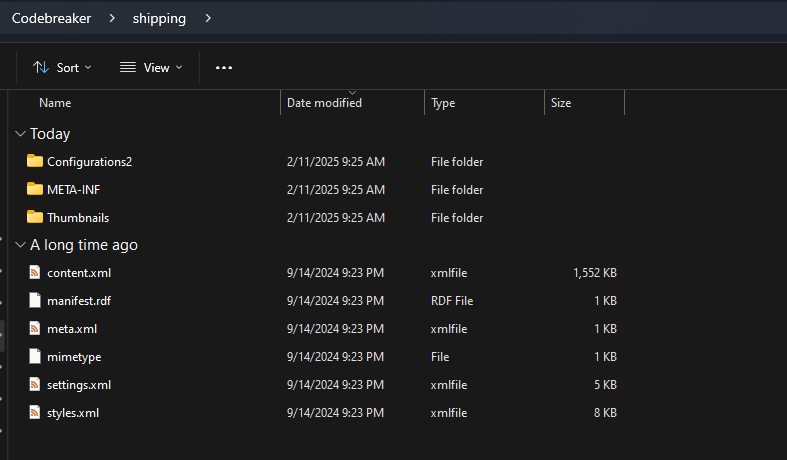 Codebreaker > shipping >
Sort View ...
Name Date modified Type Size
Today
Configurations2 2/11/2025 9:25 AM File folder
META-INF 2/11/2025 9:25 AM File folder
Thumbnails 2/11/2025 9:25 AM File folder
A long time ago
content.xml 9/14/2024 9:23 PM xmlfile 1,552 KB
manifest.rdf 9/14/2024 9:23 PM RDF File 1 KB
meta.xml 9/14/2024 9:23 PM xmlfile 1 KB
mimetype 9/14/2024 9:23 PM File 1 KB
settings.xml 9/14/2024 9:23 PM xmlfile 5 KB
styles.xml 9/14/2024 9:23 PM xmlfile 8 KB